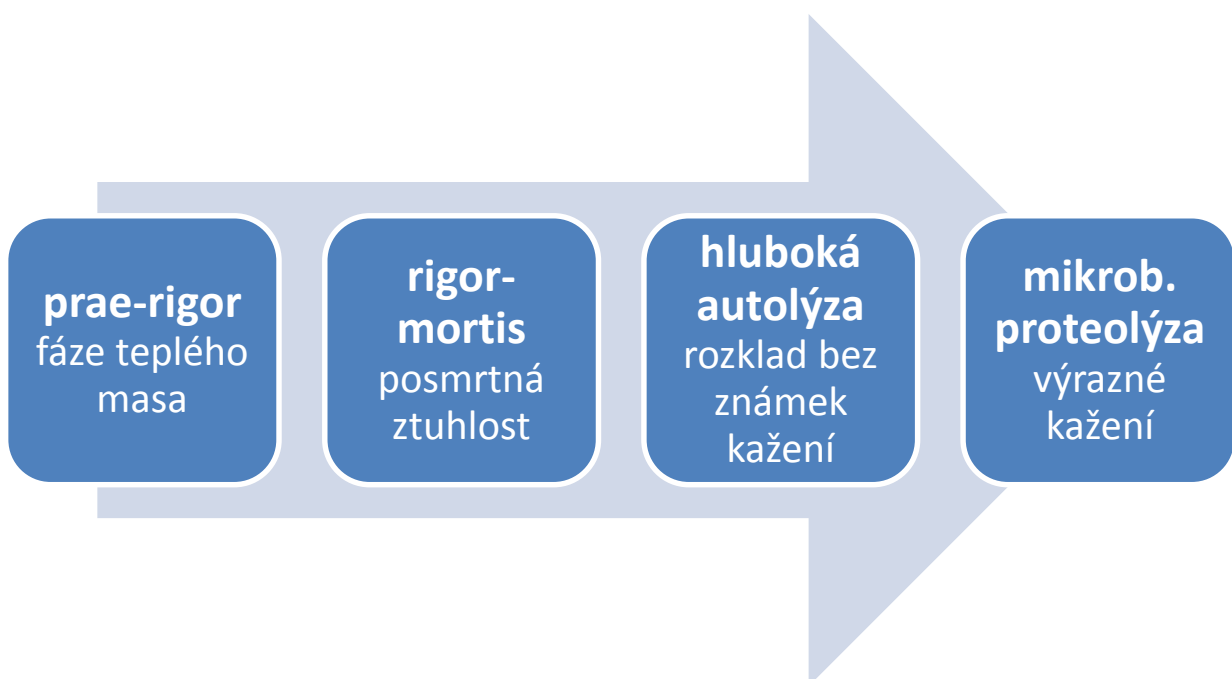 prae-rigor
fáze teplého
masa
rigor-
mortis
posmrtná
ztuhlost
hluboká
autolýza
rozklad bez
známek
kažení
mikrob.
proteolýza
výrazné
kažení